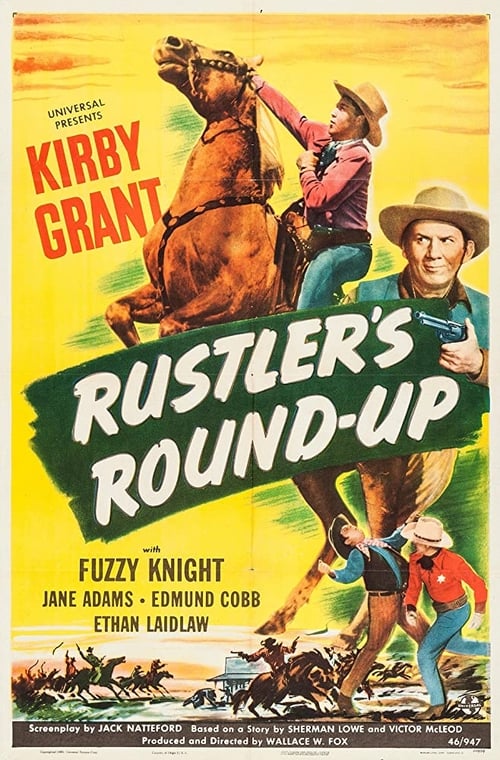 UNIVERSAL
PRESENTS
KIRBY
GRANT
RUSTLER'S
ROUND-UP
with
FUZZY KNIGHT
JANE ADAMS • EDMUND COBB
ETHAN LAIDLAW
Screenplay by JACK NATTEFORD Based on a Story by SHERMAN LOWE and VICTOR McLEOD
Produced and Directed by WALLACE W. FOX
46/947